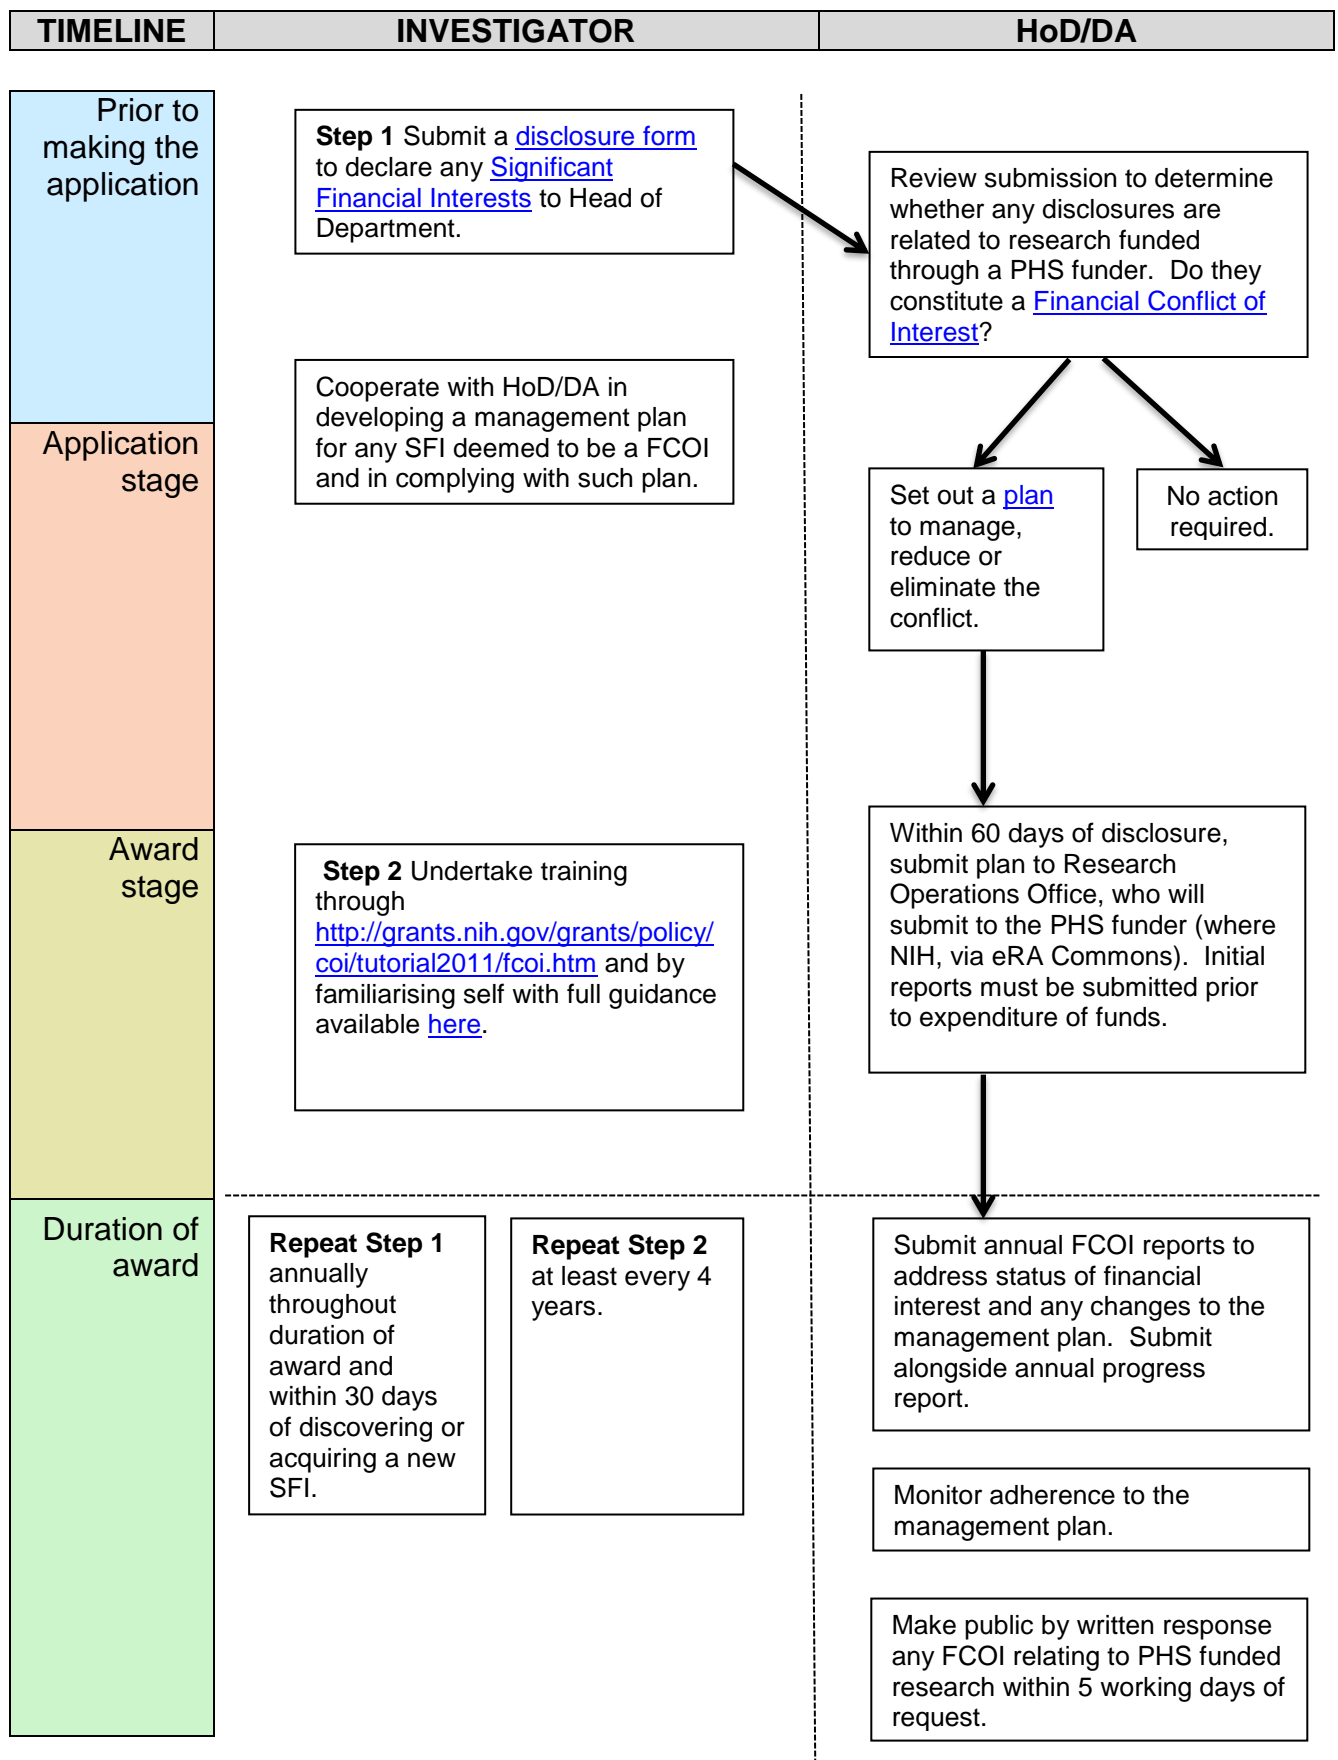 TIMELINE
INVESTIGATOR
HoD/DA
Prior to
making the
application
Step 1 Submit a disclosure form
to declare any Significant
Financial Interests to Head of
Department.
Review submission to determine
whether any disclosures are
related to research funded
through a PHS funder.  Do they
constitute a Financial Conflict of
Interest?
Cooperate with HoD/DA in
developing a management plan
for any SFI deemed to be a FCOI
and in complying with such plan.
Application
stage
Set out a plan
to manage,
reduce or
eliminate the
conflict.
No action
required.
Award
stage
Step 2 Undertake training
through
http://grants.nih.gov/grants/policy/
coi/tutorial2011/fcoi.htm and by
familiarising self with full guidance
available here.
Within 60 days of disclosure,
submit plan to Research
Operations Office, who will
submit to the PHS funder (where
NIH, via eRA Commons).  Initial
reports must be submitted prior
to expenditure of funds.
Duration of
award
Repeat Step 1
annually
throughout
duration of
award and
within 30 days
of discovering or
acquiring a new
SFI.
Repeat Step 2
at least every 4
years.
Submit annual FCOI reports to
address status of financial
interest and any changes to the
management plan.  Submit
alongside annual progress
report.
Monitor adherence to the
management plan.
Make public by written response
any FCOI relating to PHS funded
research within 5 working days of
request.